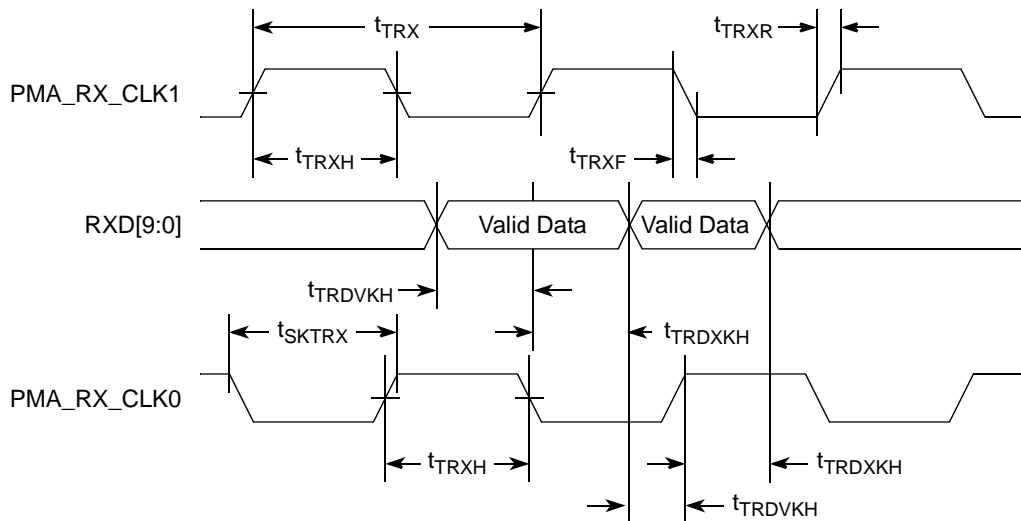 tTRX
tTRXR
PMA_RX_CLK1
tTRXH
tTRXF
RXD[9:0]
Valid Data
Valid Data
tTRDVKH
tSKTRX
tTRDXKH
PMA_RX_CLK0
tTRXH
tTRDXKH
tTRDVKH